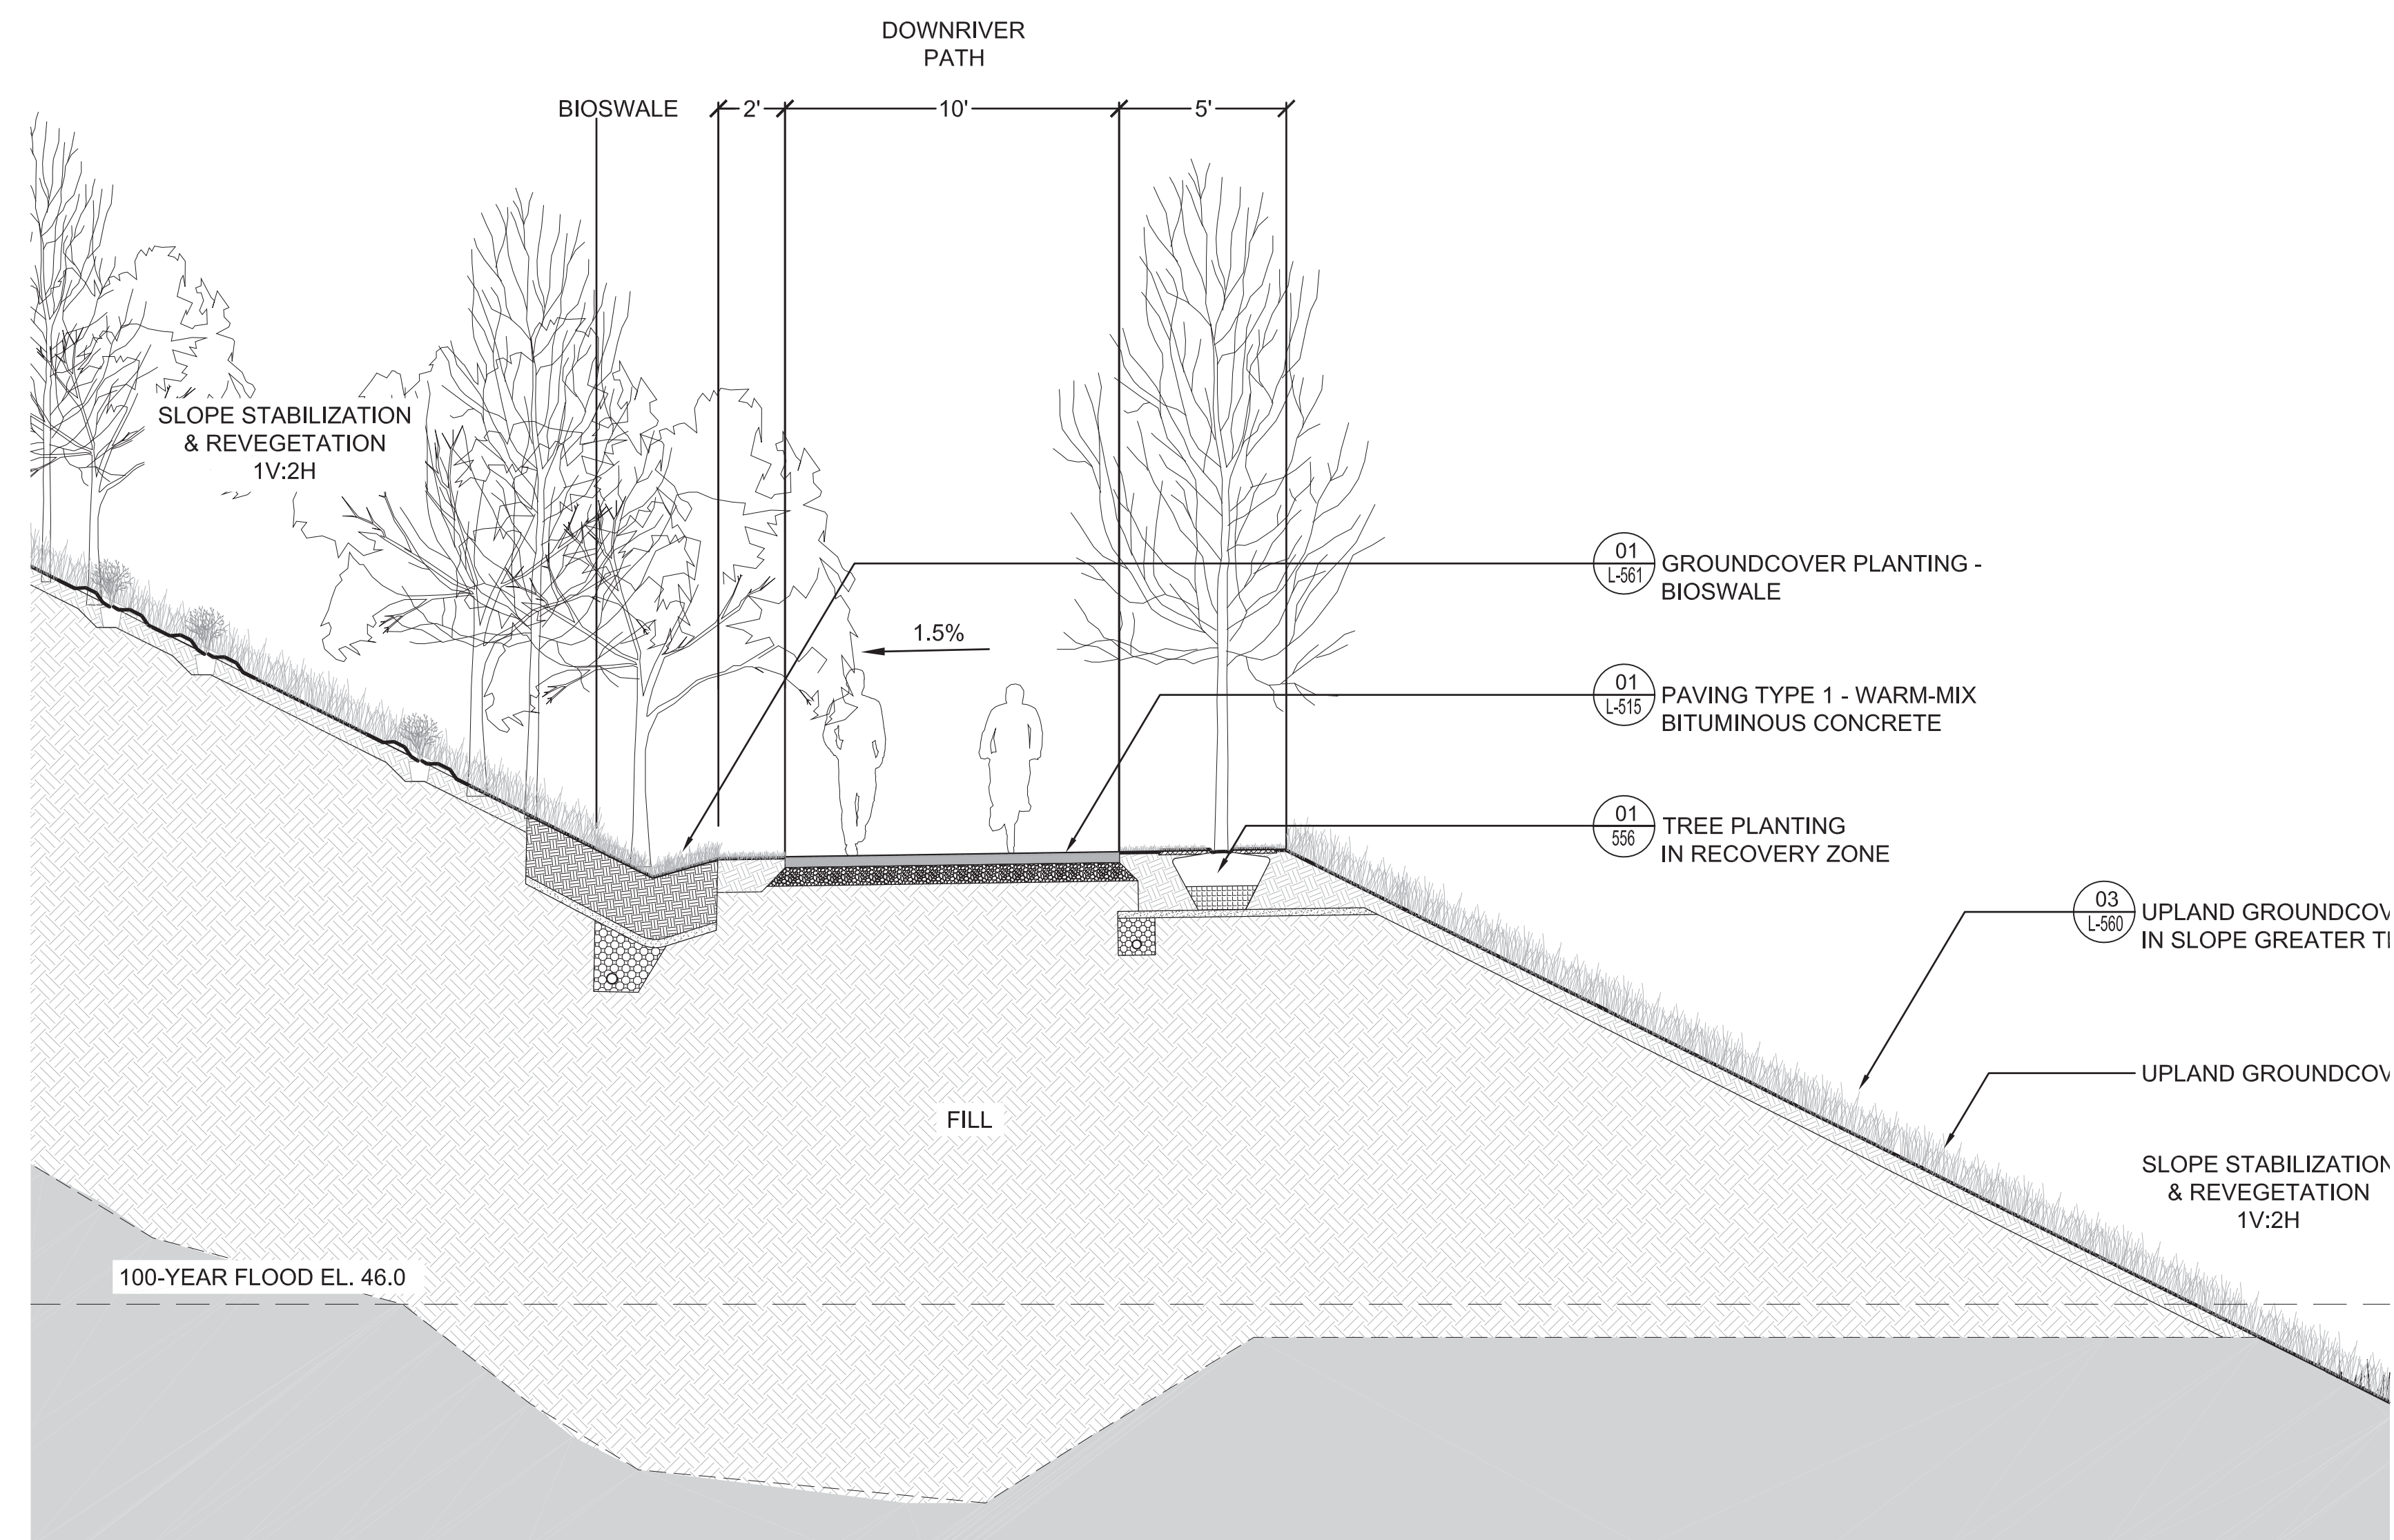 DOWNRIVER
PATH
BIOSWALE
2'
10'
5'
SLOPE STABILIZATION
& REVEGETATION
1V:2H
01
L-561
GROUNDCOVER PLANTING -
BIOSWALE
1.5%
01
L-515
PAVING TYPE 1 - WARM-MIX
BITUMINOUS CONCRETE
01
556
TREE PLANTING
IN RECOVERY ZONE
03
L-560
UPLAND
IN SLOPE GREATER
UPLAND
FILL
SLOPE STABILIZATION
& REVEGETATION
1V:2H
100-YEAR FLOOD EL. 46.0